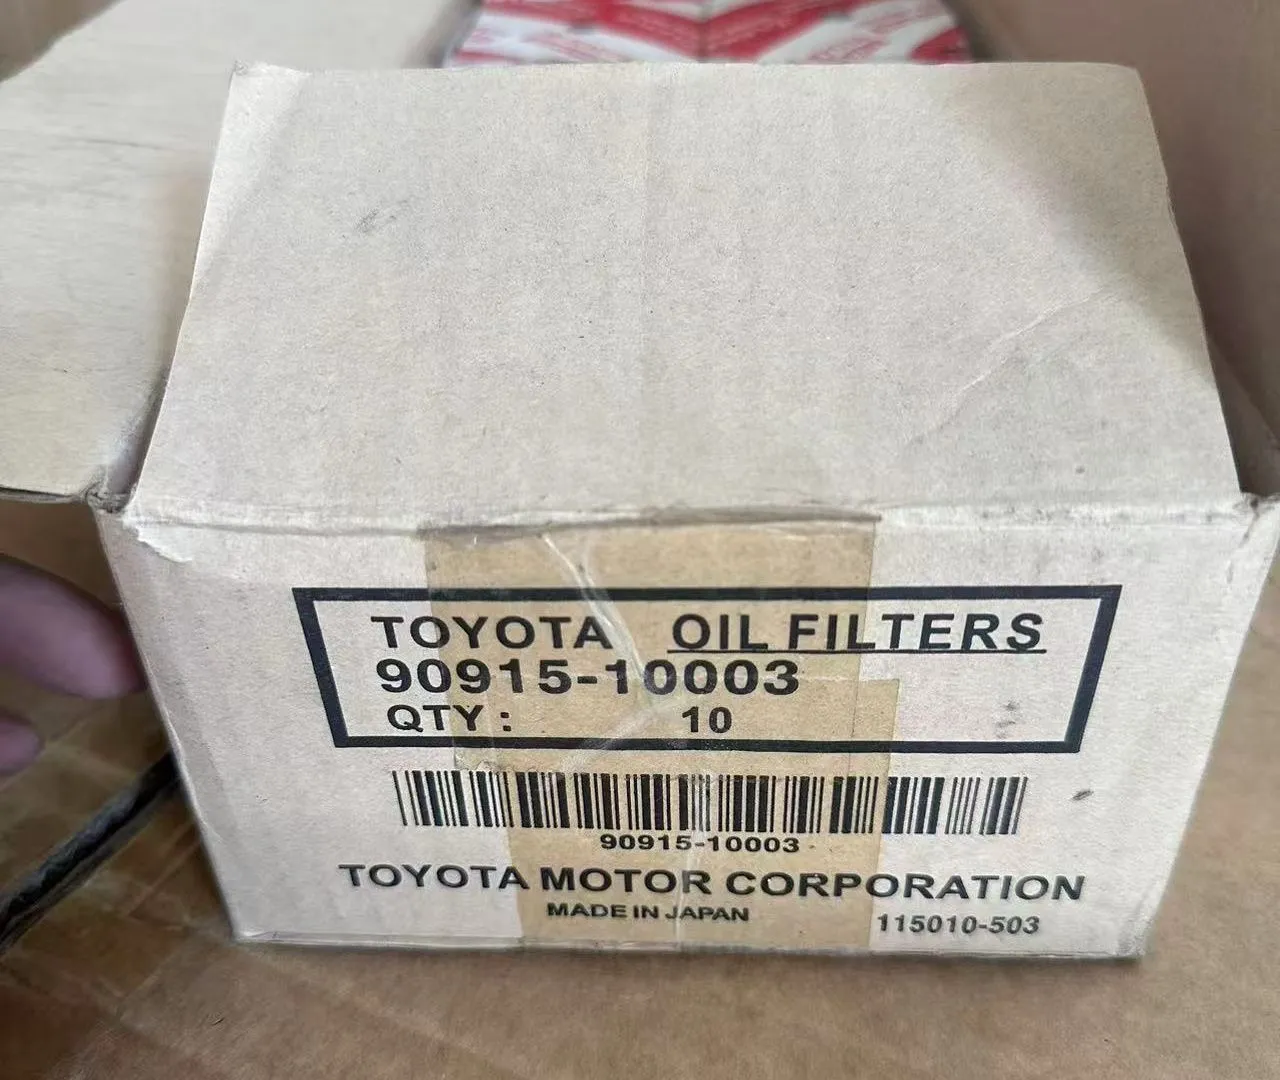 TOYOTA OIL FILTERS
90915-10003
QTY : 10
90915-10003
TOYOTA MOTOR CORPORATION
MADE IN JAPAN
115010-503